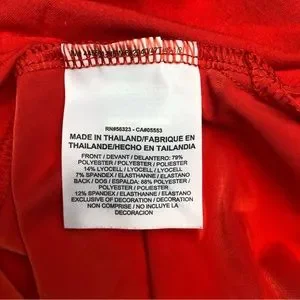 RN#56323 - CA#05553
MADE IN THAILAND/FABRIQUE EN
THAILANDE/HECHO EN TAILANDIA
FRONT / DEVANT / DELANTERO: 79%
POLYESTER / POLYESTER / POLIESTER
14% LYOCELL / LYOCELL / LYOCELL
7% SPANDEX / ELASTHANNE / ELASTANO
BACK / DOS / ESPALDA: 88% POLYESTER
/ POLYESTER / POLIESTER
12% SPANDEX / ELASTHANNE / ELASTANO
EXCLUSIVE OF DECORATION / DECORATION
NON COMPRISE / NO INCLUYE LA
DECORACION